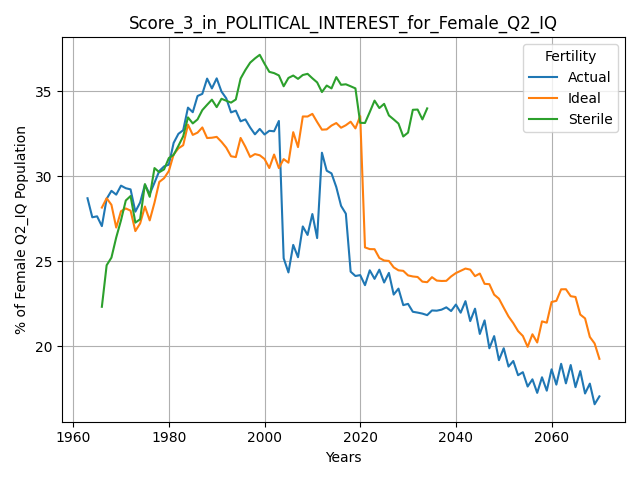 Score_3_in_POLITICAL_INTEREST_for_Female_Q2_IQ
Fertility
Actual
Ideal
Sterile
% of Female Q2_IQ Population
35
30
25
20
1960
1980
2000
2020
2040
2060
Years